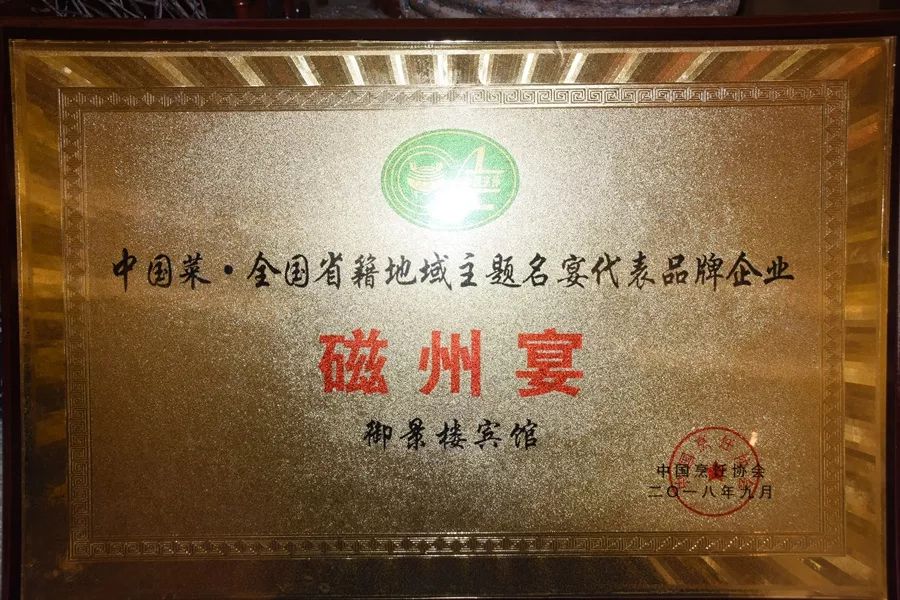 中国菜·全国省籍地域主题名宴代表品牌企业
磁州宴
御景楼宾馆
中国烹饪协会
二〇一八年九月